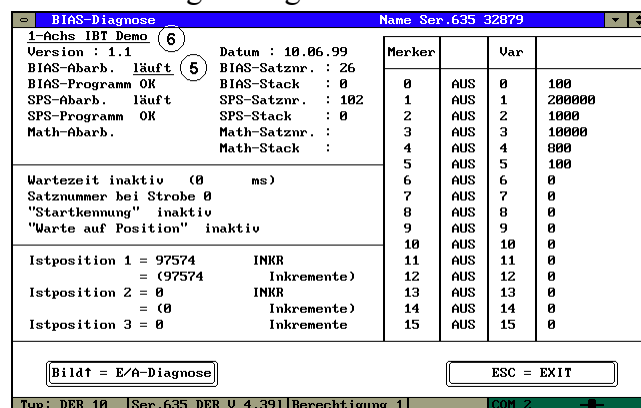 BIAS-Diagnose Name Ser.635 32879
1-Achs IBT Demo 6
Version : 1.1 Datum : 10.06.99
BIAS-Abarb. läuft 5 BIAS-Satznr. : 26
BIAS-Programm OK BIAS-Stack : 0
SPS-Abarb. läuft SPS-Satznr. : 102
SPS-Programm OK SPS-Stack : 0
Math-Abarb. Math-Satznr. :
Math-Stack :
Wartezeit inaktiv (0 ms)
Satznummer bei Strobe 0
"Startkennung" inaktiv
"Warte auf Position" inaktiv
Istposition 1 = 97574 INKR
= (97574 Inkremente)
Istposition 2 = 0 INKR
= (0 Inkremente)
Istposition 3 = 0 Inkremente
Merker Var
0 AUS 0 100
1 AUS 1 200000
2 AUS 2 1000
3 AUS 3 10000
4 AUS 4 800
5 AUS 5 100
6 AUS 6 0
7 AUS 7 0
8 AUS 8 0
9 AUS 9 0
10 AUS 10 0
11 AUS 11 0
12 AUS 12 0
13 AUS 13 0
14 AUS 14 0
15 AUS 15 0
Bild↑ = E/A-Diagnose ESC = EXIT
Typ: DER 10 Ser.635 DER V 4.391 Berechtigung 1 COM 2